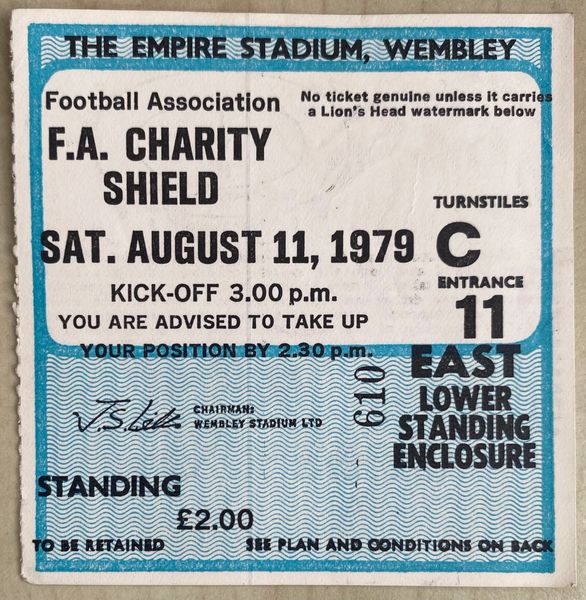 THE EMPIRE STADIUM, WEMBLEY
Football Association
No ticket genuine unless it carries
a Lion's Head watermark below
F.A. CHARITY
SHIELD
SAT. AUGUST 11, 1979
KICK-OFF 3.00 p.m.
YOU ARE ADVISED TO TAKE UP
YOUR POSITION BY 2.30 p.m.
TURNSTILES
C
ENTRANCE
11
EAST
LOWER
STANDING
ENCLOSURE
610
CHAIRMAN:
WEMBLEY STADIUM LTD
STANDING
£2.00
TO BE RETAINED
SEE PLAN AND CONDITIONS ON BACK